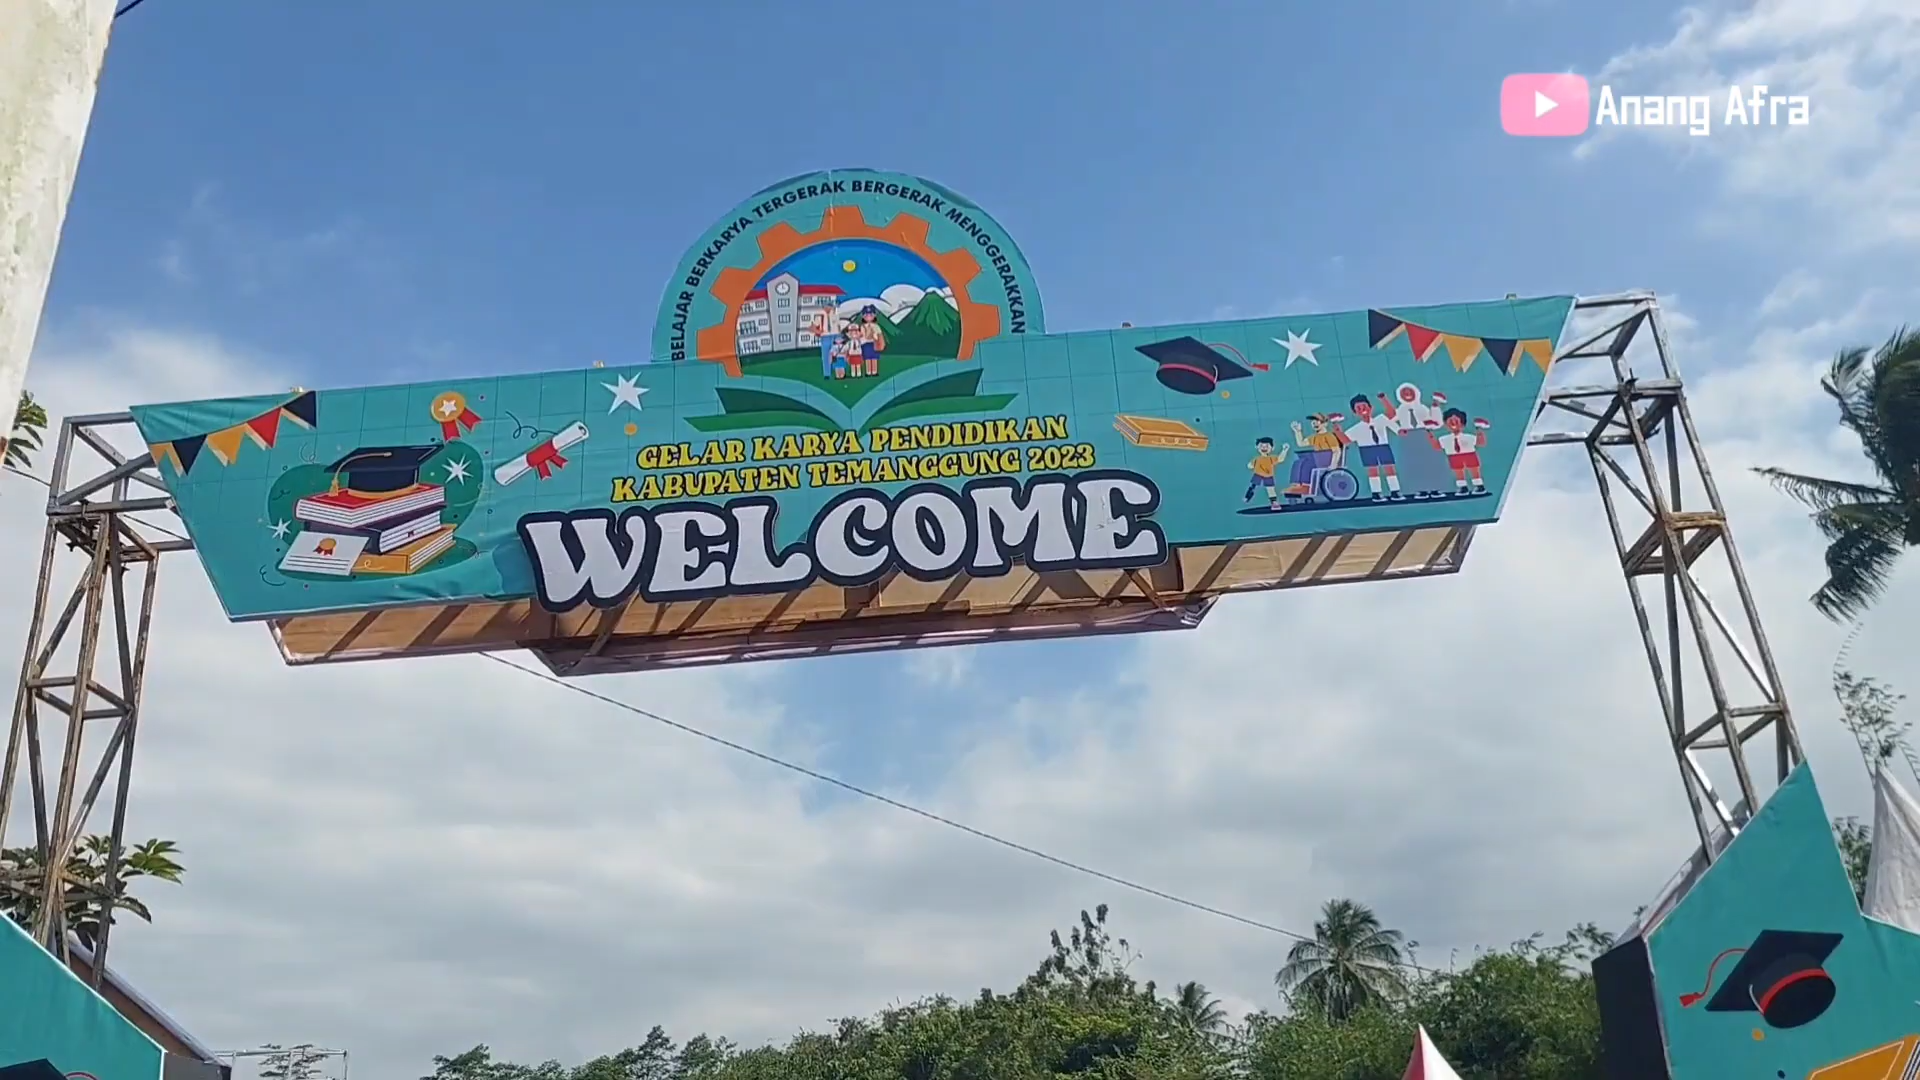 Anang Afra
BELAJAR BERKARYA TERGERAK BERGERAK MENGGERAKKAN
GELAR KARYA PENDIDIKAN
KABUPATEN TEMANGGUNG 2023
WELCOME